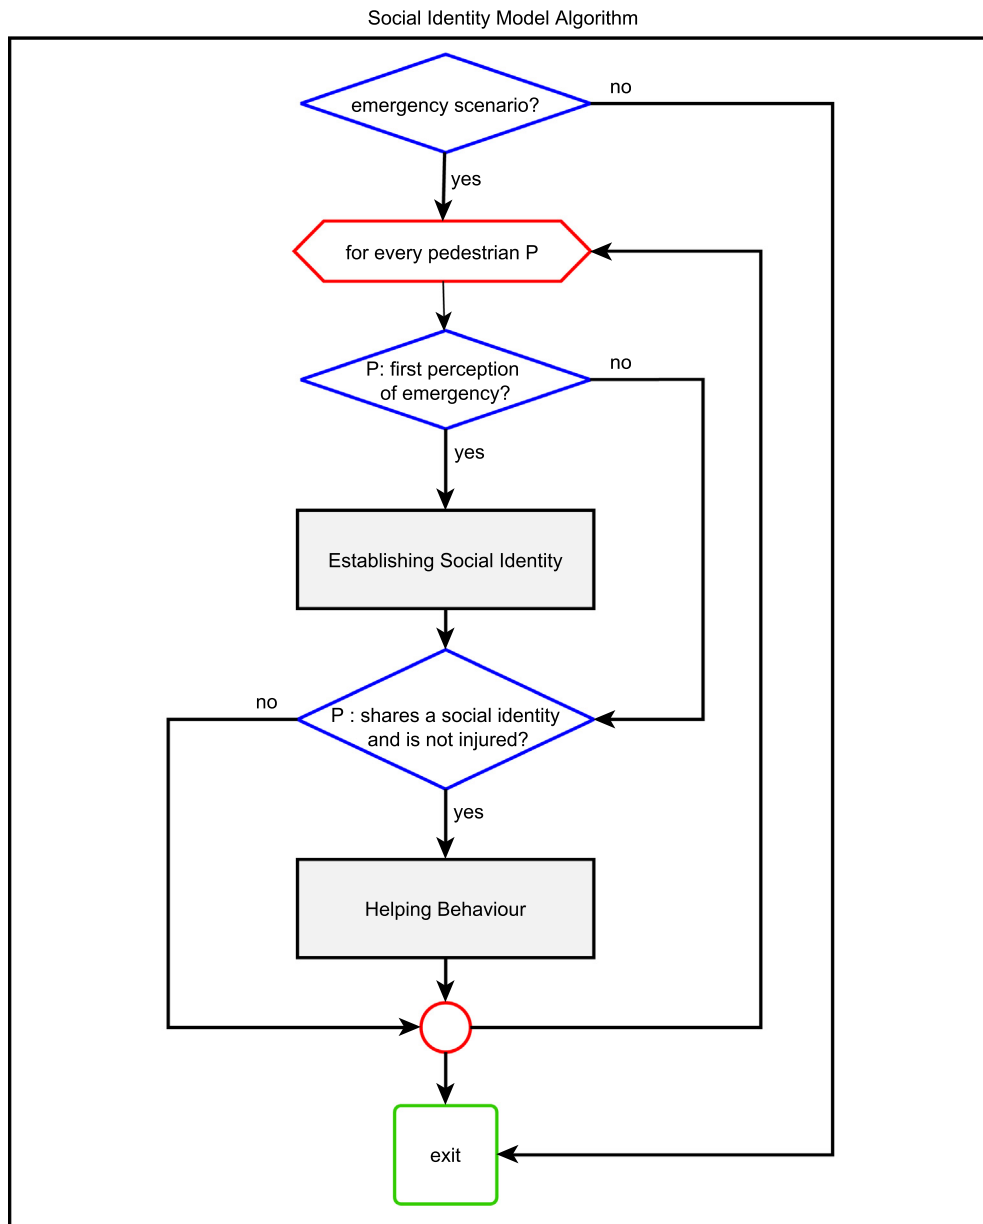 Social Identity Model Algorithm
emergency scenario?
no
yes
for every pedestrian P
P: first perception
of emergency?
no
yes
Establishing Social Identity
no
P : shares a social identity
and is not injured?
yes
Helping Behaviour
exit